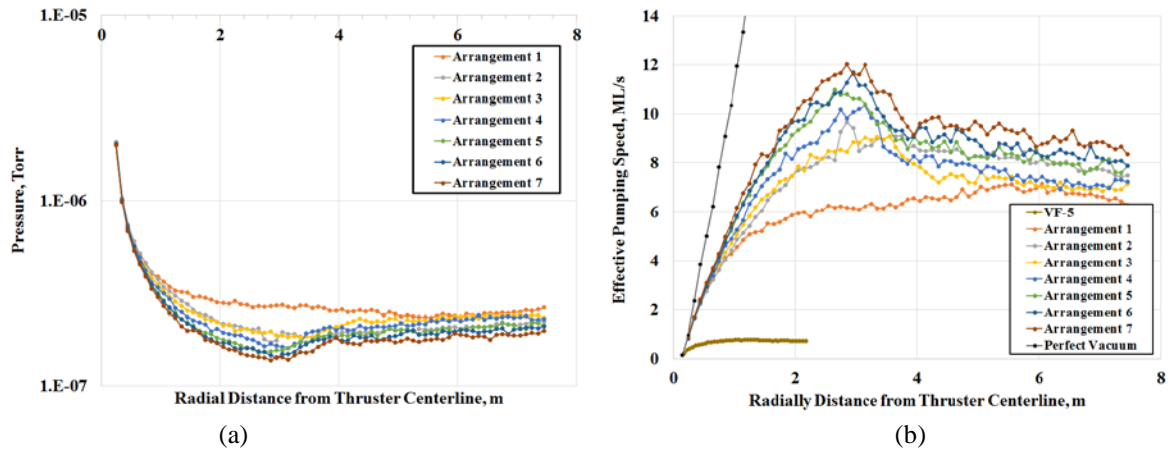 1.E-05
0 2 4 6 8
Arrangement 1
Arrangement 2
Arrangement 3
Arrangement 4
Arrangement 5
Arrangement 6
Arrangement 7
Pressure, Torr
1.E-06
1.E-07
Radial Distance from Thruster Centerline, m
(a)
14
12
10
8
6
4
2
0
Effective Pumping Speed, ML/s
VF-5
Arrangement 1
Arrangement 2
Arrangement 3
Arrangement 4
Arrangement 5
Arrangement 6
Arrangement 7
Perfect Vacuum
0 2 4 6 8
Radially Distance from Thruster Centerline, m
(b)